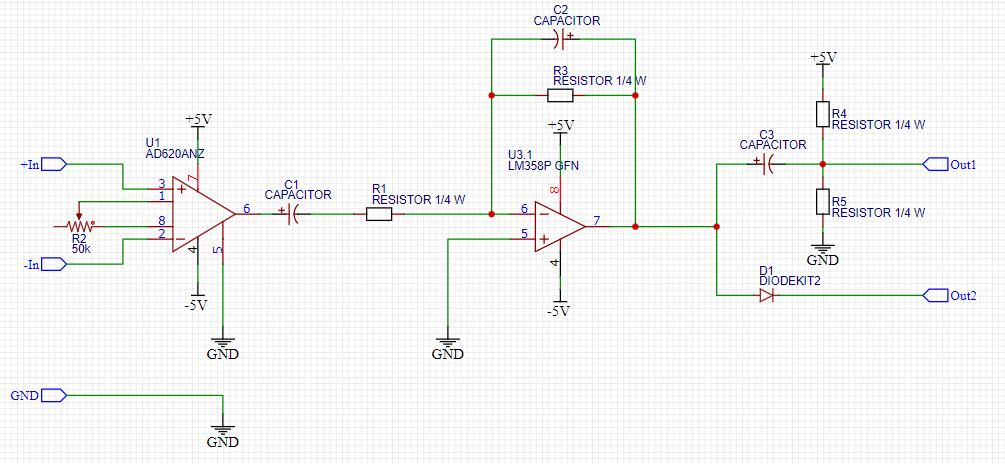 C2
CAPACITOR
R3
RESISTOR 1/4 W
+5V
U1
AD620ANZ
+5V
U3.1
LM358P GFN
+5V
R4
RESISTOR 1/4 W
C3
CAPACITOR
+In
3
1
8
2
7
4
5
6
C1
CAPACITOR
R1
RESISTOR 1/4 W
6
5
8
4
7
Out1
R5
RESISTOR 1/4 W
R2
50k
-In
GND
D1
DIODEKIT2
Out2
-5V
-5V
GND
GND
GND
GND